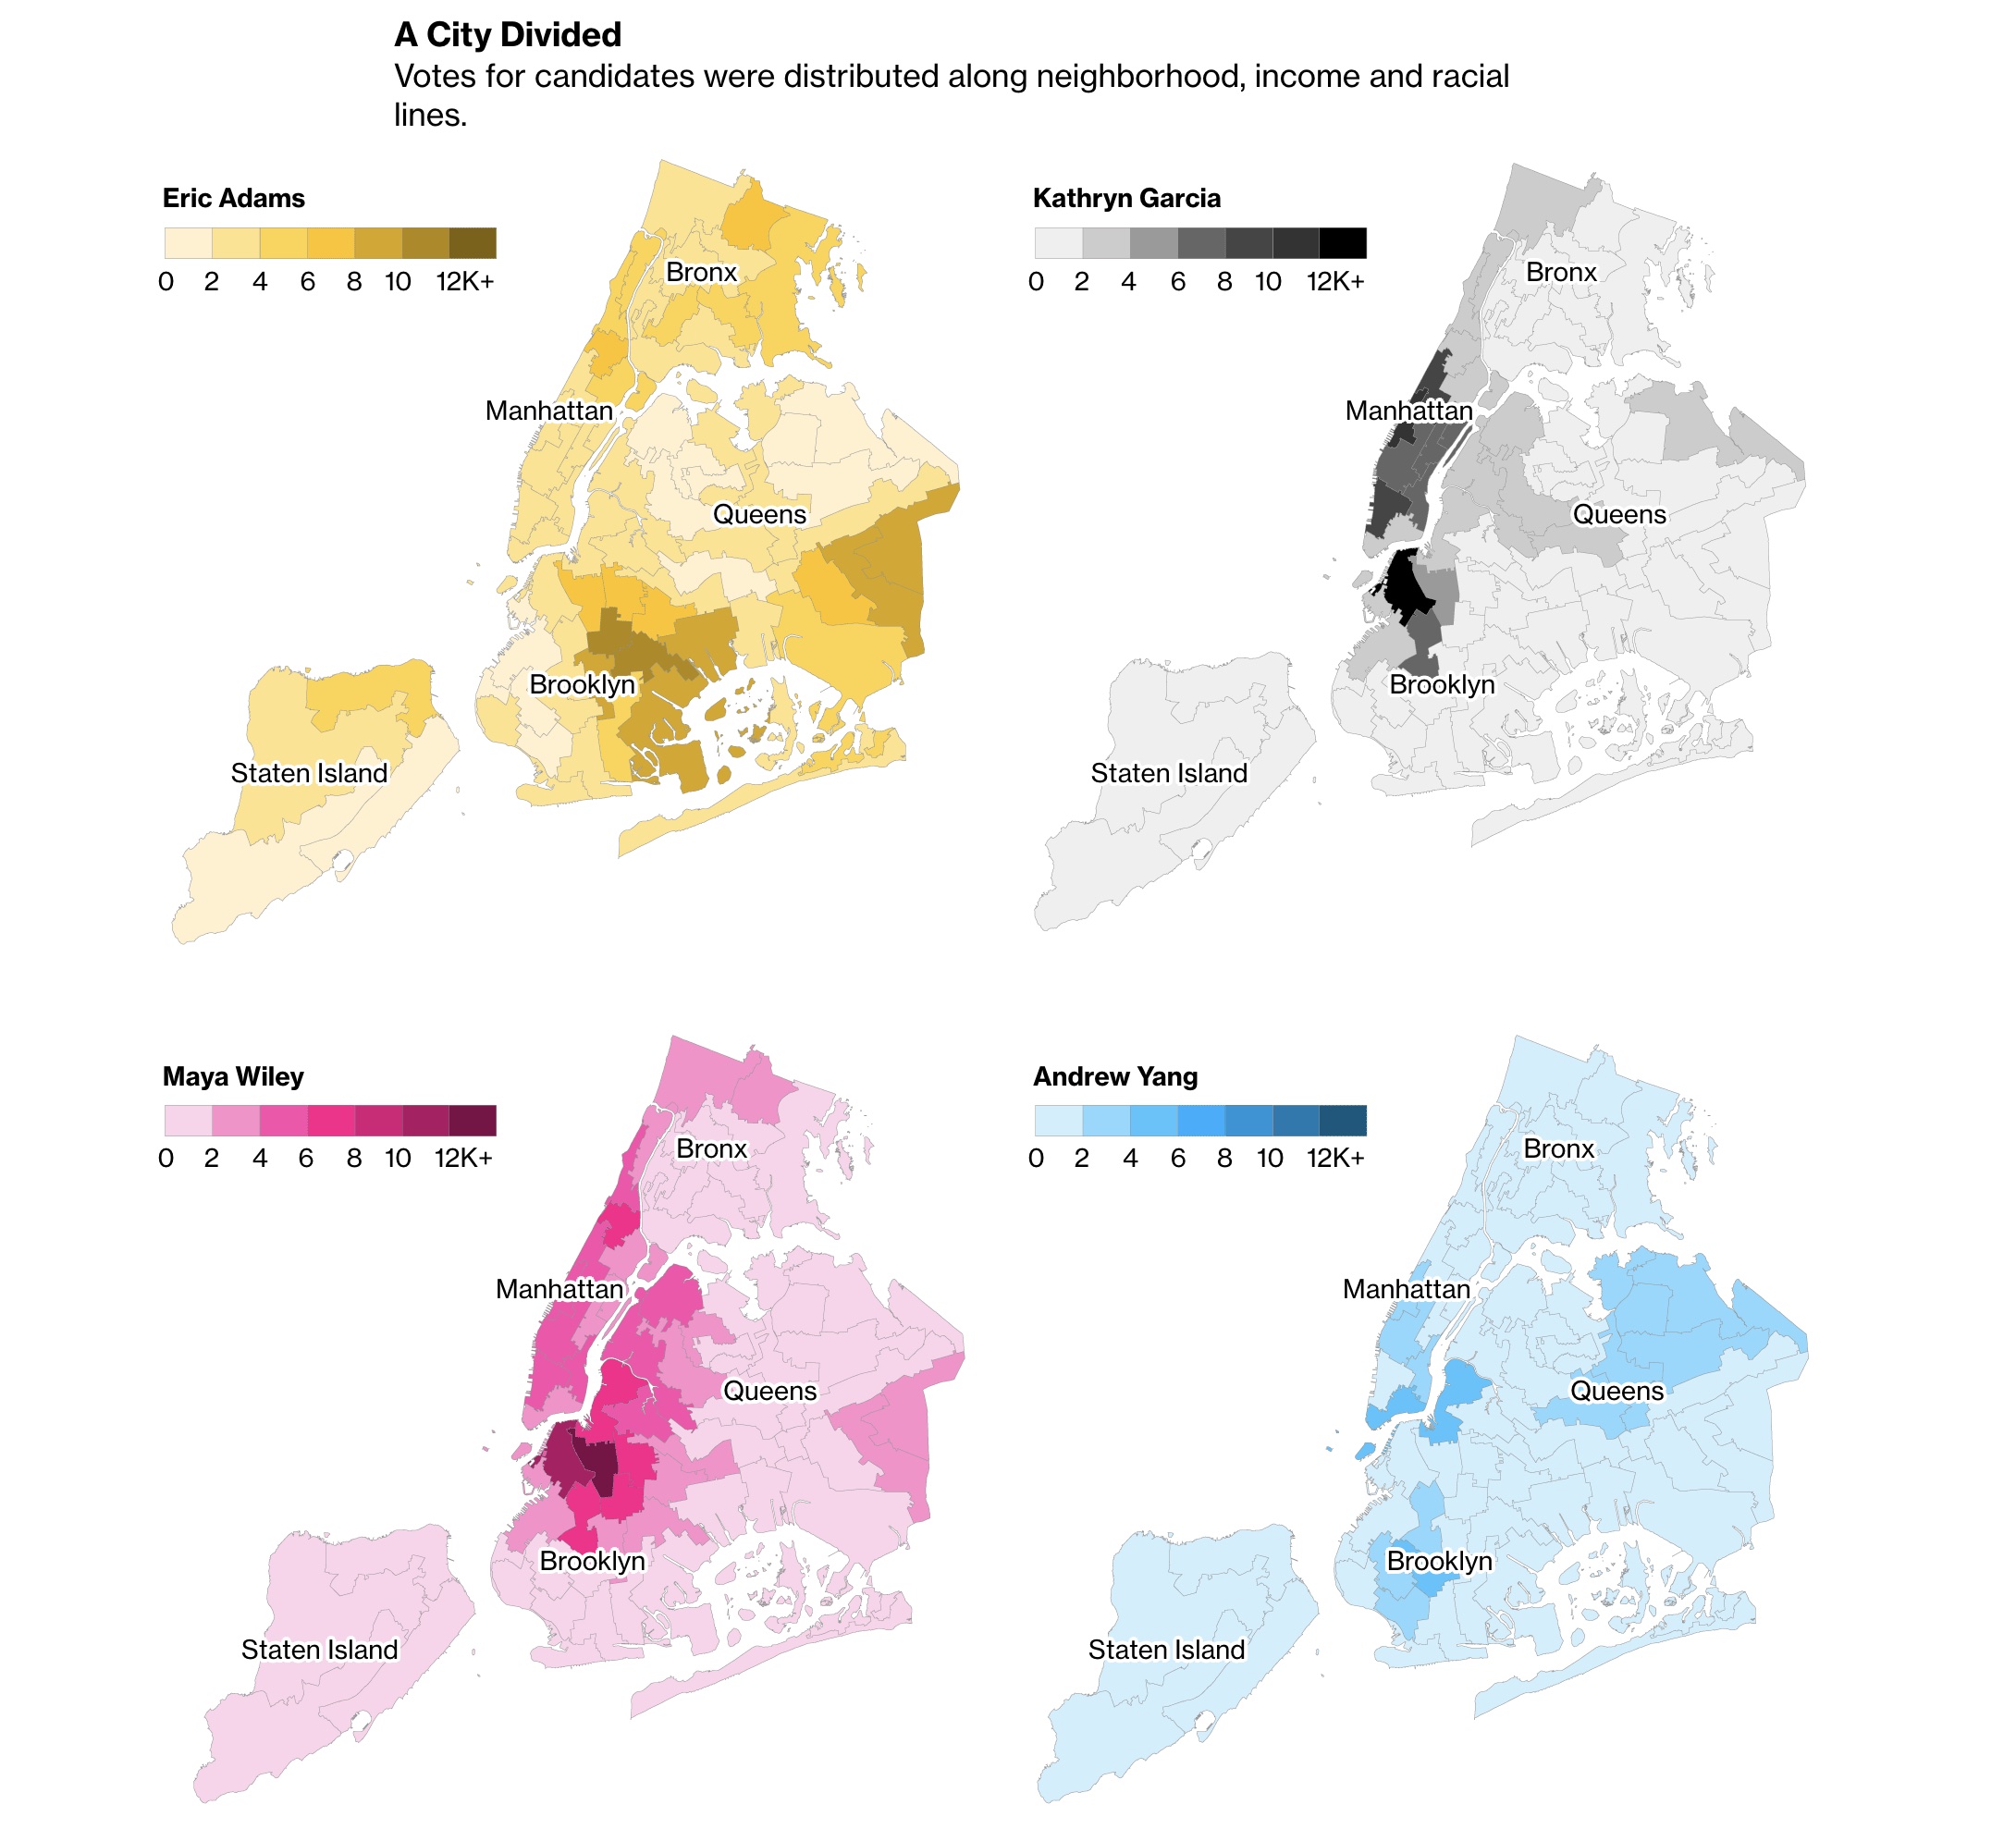 A City Divided
Votes for candidates were distributed along neighborhood, income and racial
lines.
Eric Adams
0 2 4 6 8 10 12K+
Bronx
Manhattan
Queens
Brooklyn
Staten Island
Kathryn Garcia
0 2 4 6 8 10 12K+
Bronx
Manhattan
Queens
Brooklyn
Staten Island
Maya Wiley
0 2 4 6 8 10 12K+
Bronx
Manhattan
Queens
Brooklyn
Staten Island
Andrew Yang
0 2 4 6 8 10 12K+
Bronx
Manhattan
Queens
Brooklyn
Staten Island